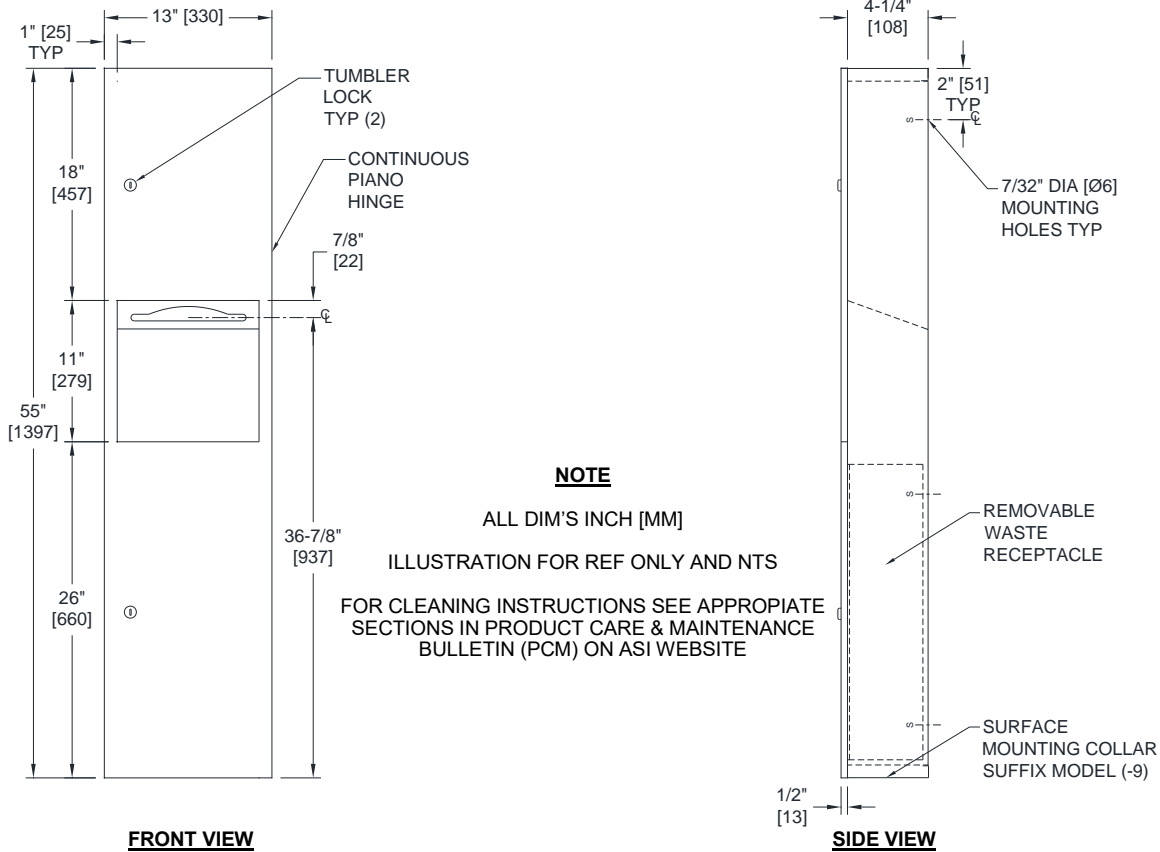 13" [330]
1" [25]
TYP
TUMBLER
LOCK
TYP (2)
CONTINUOUS
PIANO
HINGE
18"
[457]
7/8"
[22]
℄
11"
[279]
55"
[1397]
36-7/8"
[937]
26"
[660]
FRONT VIEW
NOTE
ALL DIM'S INCH [MM]
ILLUSTRATION FOR REF ONLY AND NTS
FOR CLEANING INSTRUCTIONS SEE APPROPIATE
SECTIONS IN PRODUCT CARE & MAINTENANCE
BULLETIN (PCM) ON ASI WEBSITE
4-1/4"
[108]
2" [51]
TYP
℄
S
7/32" DIA [Ø6]
MOUNTING
HOLES TYP
S
REMOVABLE
WASTE
RECEPTACLE
S
SURFACE
MOUNTING COLLAR
SUFFIX MODEL (-9)
1/2"
[13]
SIDE VIEW